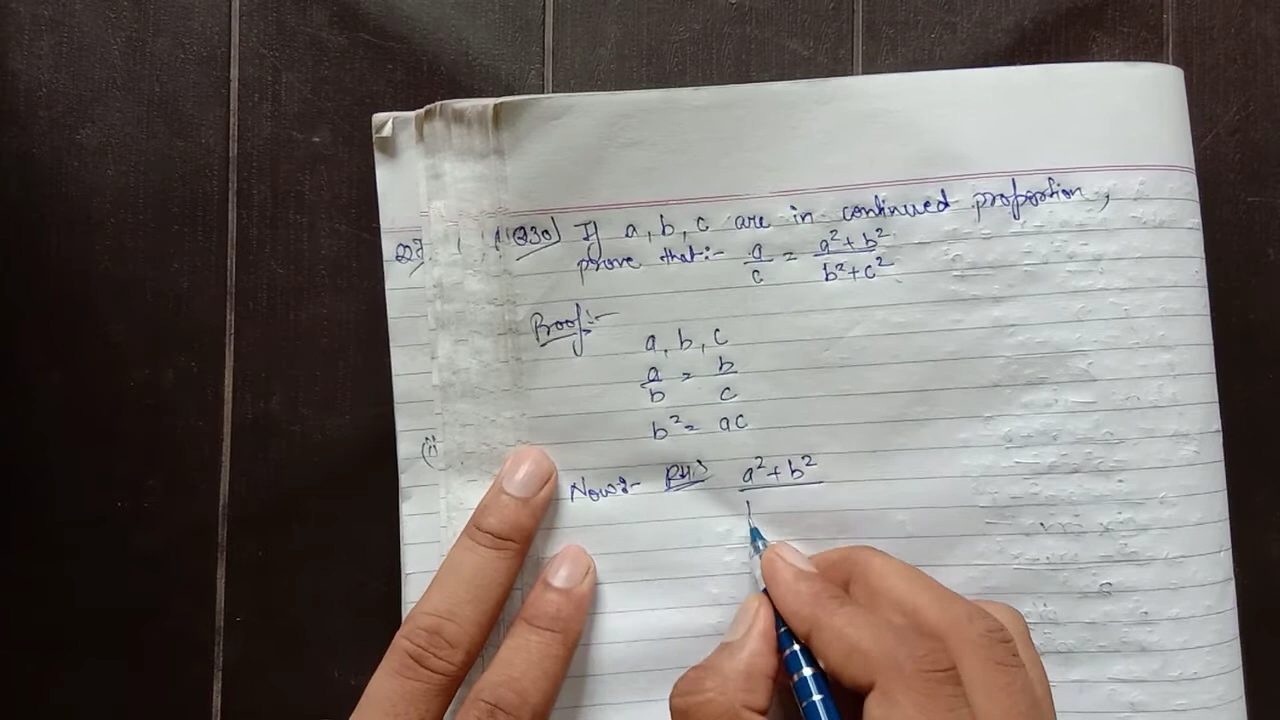 Q30) If a, b, c are in continued proportion,
prove that:- a/c = (a²+b²)/(b²+c²)
Proof:-
a, b, c
a/b = b/c
b² = ac
(ii
Now:- RHS a²+b²